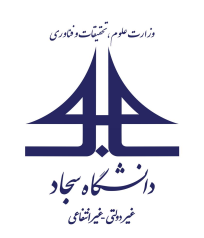 وزارت علوم، تحقیقات و فناوری
دانشگاه سجاد
غیردولتی-غیرانتفاعی